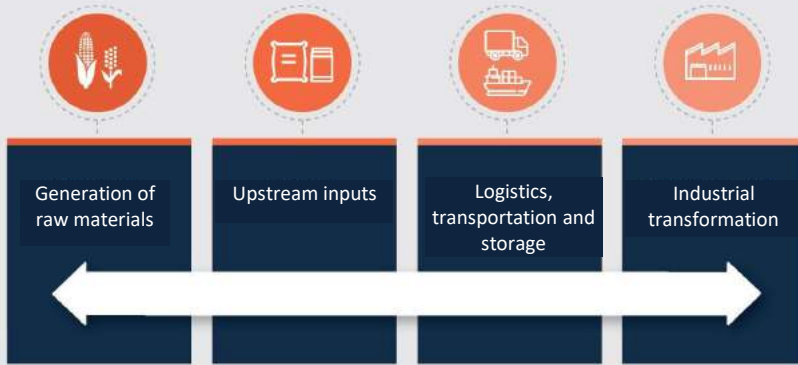 Generation of
raw materials
Upstream inputs
Logistics,
transportation and
storage
Industrial
transformation